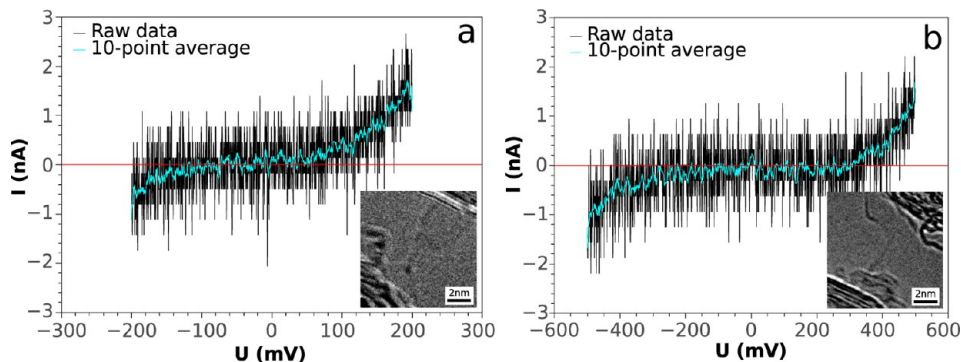 a
— Raw data
— 10-point average
I (nA)
3
2
1
0
−1
−2
−3
−300
−200
−100
0
100
200
300
U (mV)
2nm
b
— Raw data
— 10-point average
I (nA)
3
2
1
0
−1
−2
−3
−600
−400
−200
0
200
400
600
U (mV)
2nm